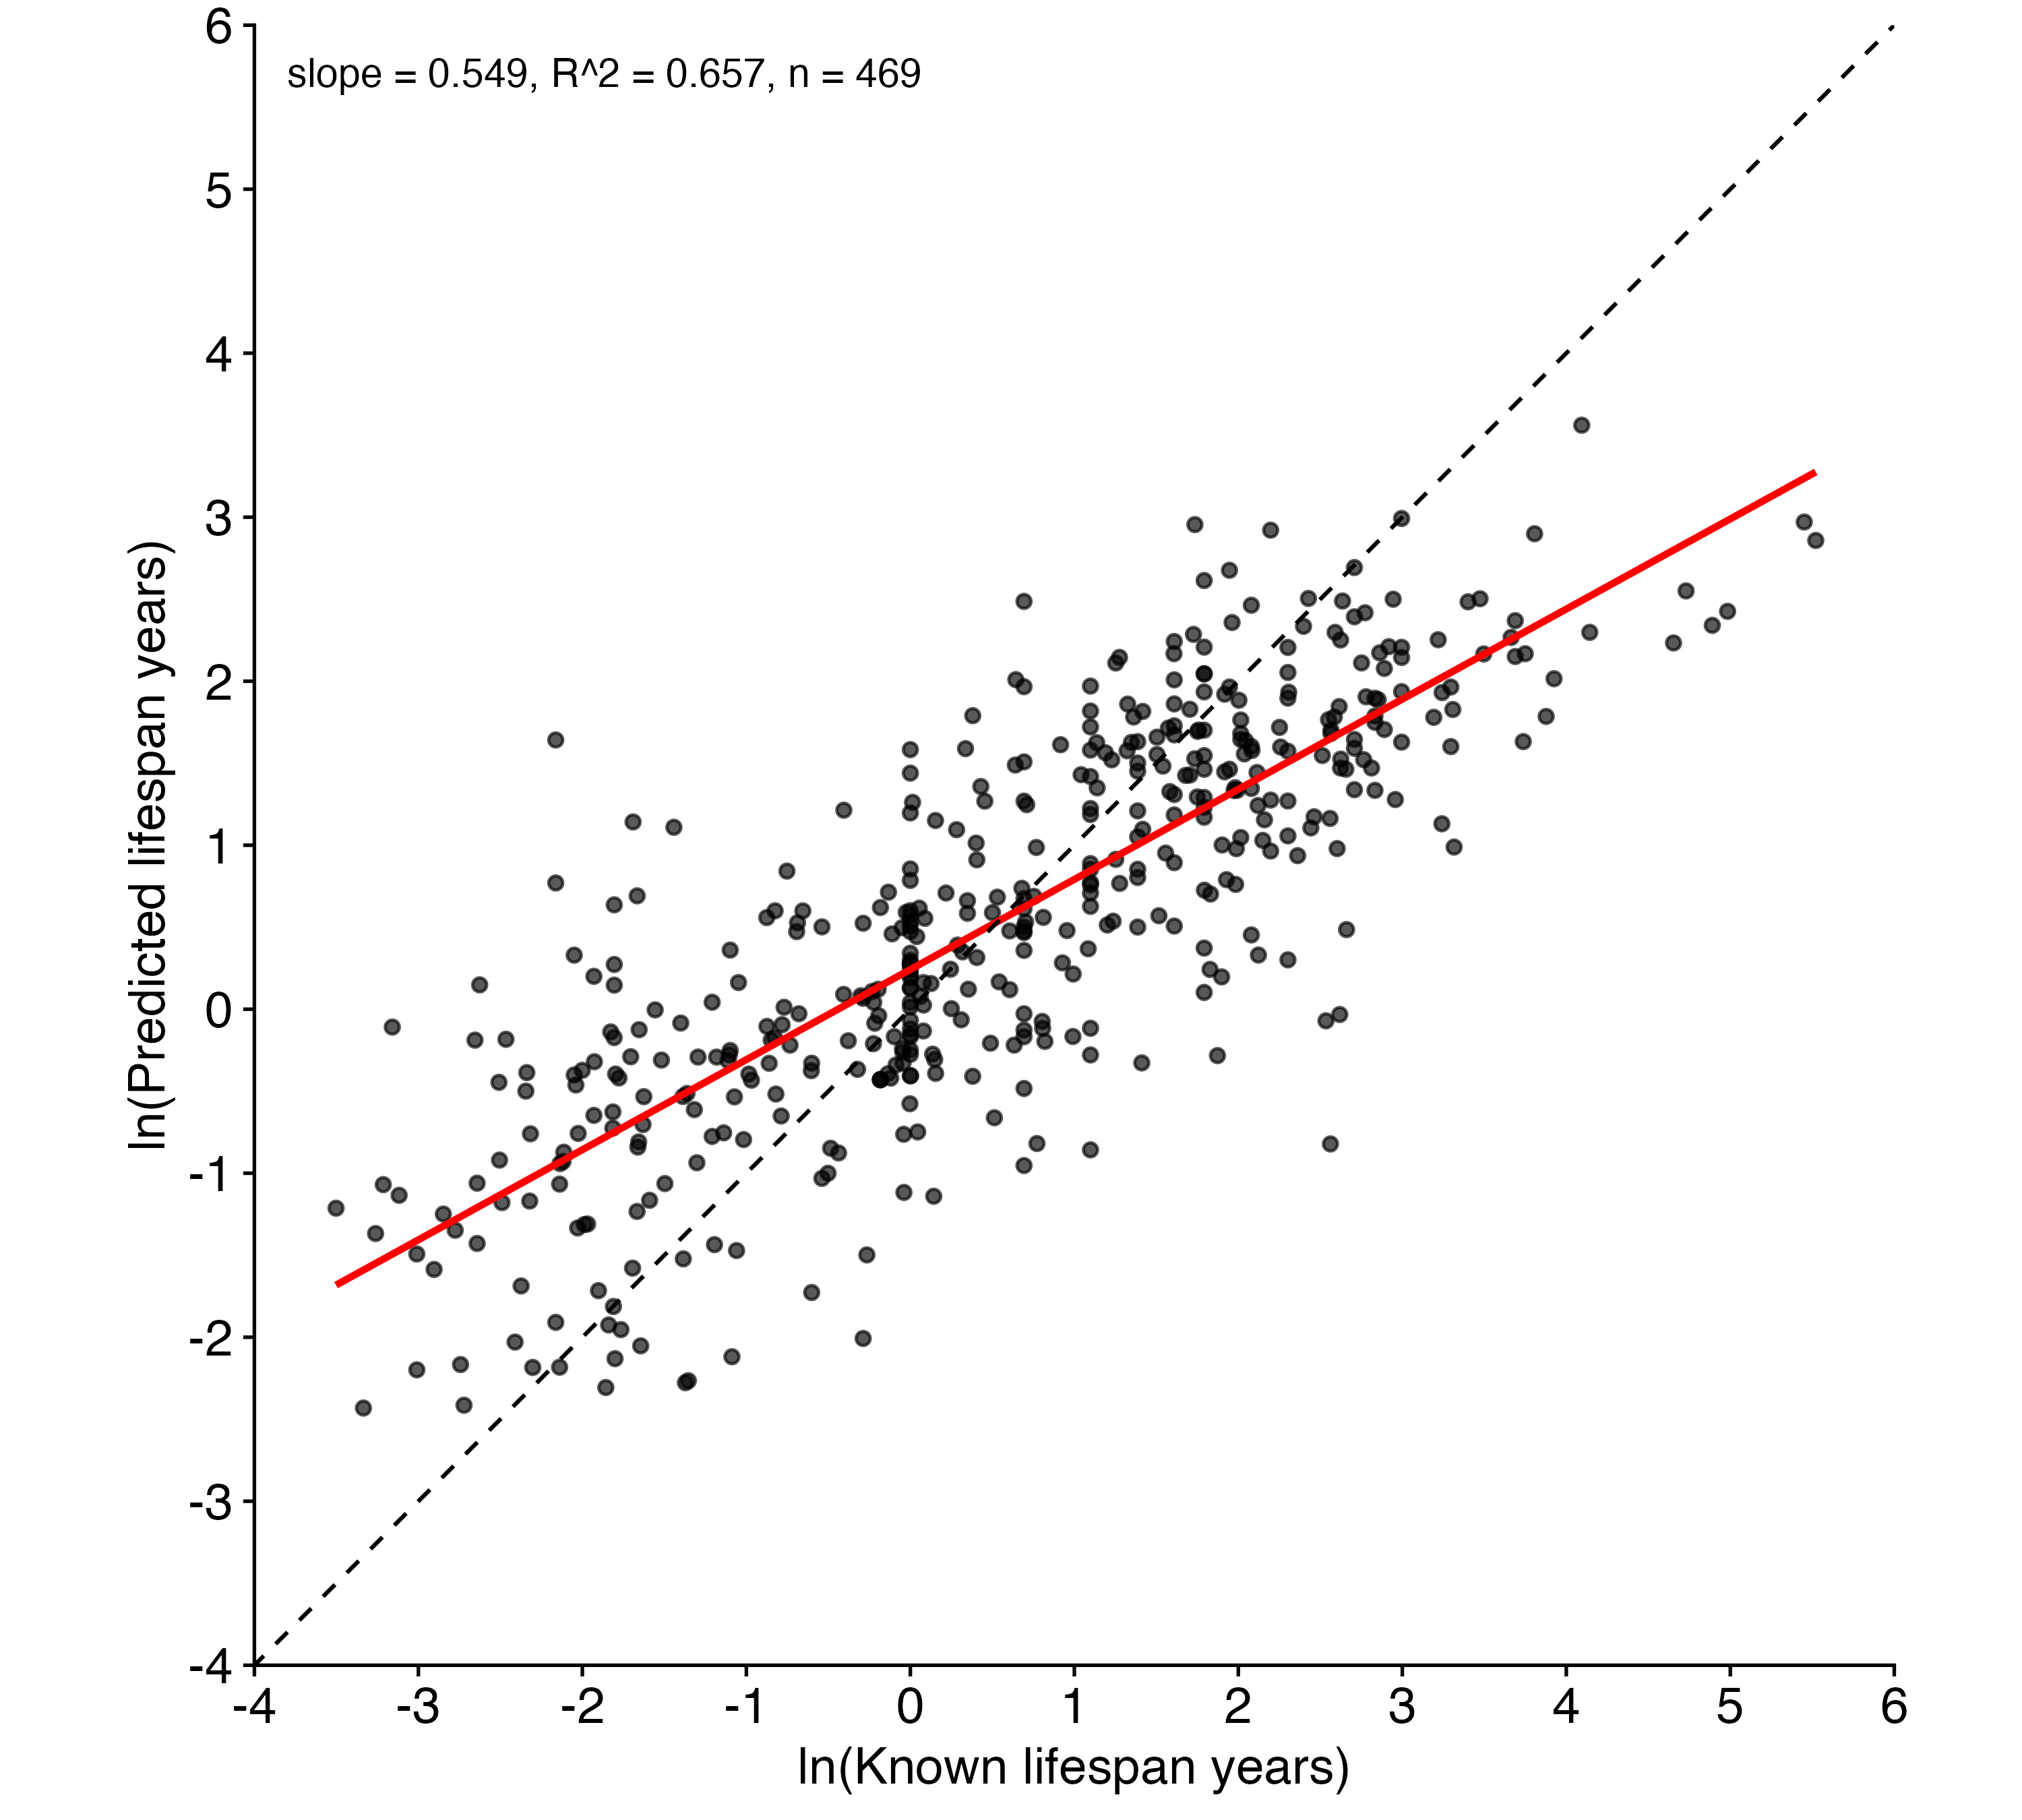 6
slope = 0.549, R^2 = 0.657, n = 469
5
4
3
2
1
0
-1
-2
-3
-4
ln(Predicted lifespan years)
-4 -3 -2 -1 0 1 2 3 4 5 6
ln(Known lifespan years)